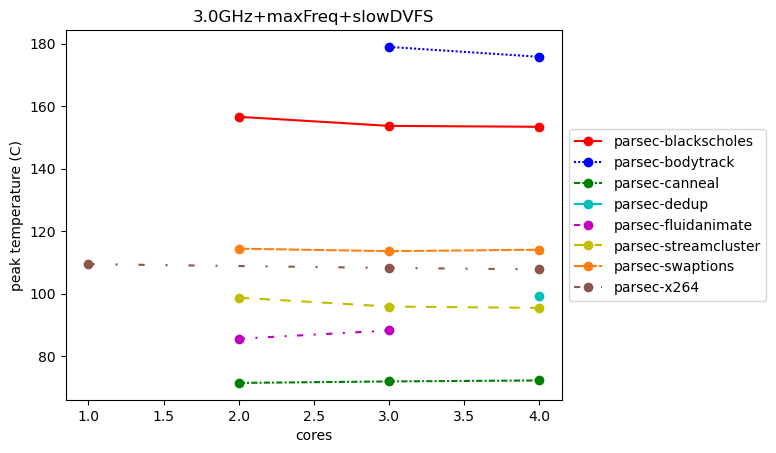 3.0GHz+maxFreq+slowDVFS
peak temperature (C)
180
160
140
120
100
80
1.0
1.5
2.0
2.5
3.0
3.5
4.0
cores
parsec-blackscholes
parsec-bodytrack
parsec-canneal
parsec-dedup
parsec-fluidanimate
parsec-streamcluster
parsec-swaptions
parsec-x264